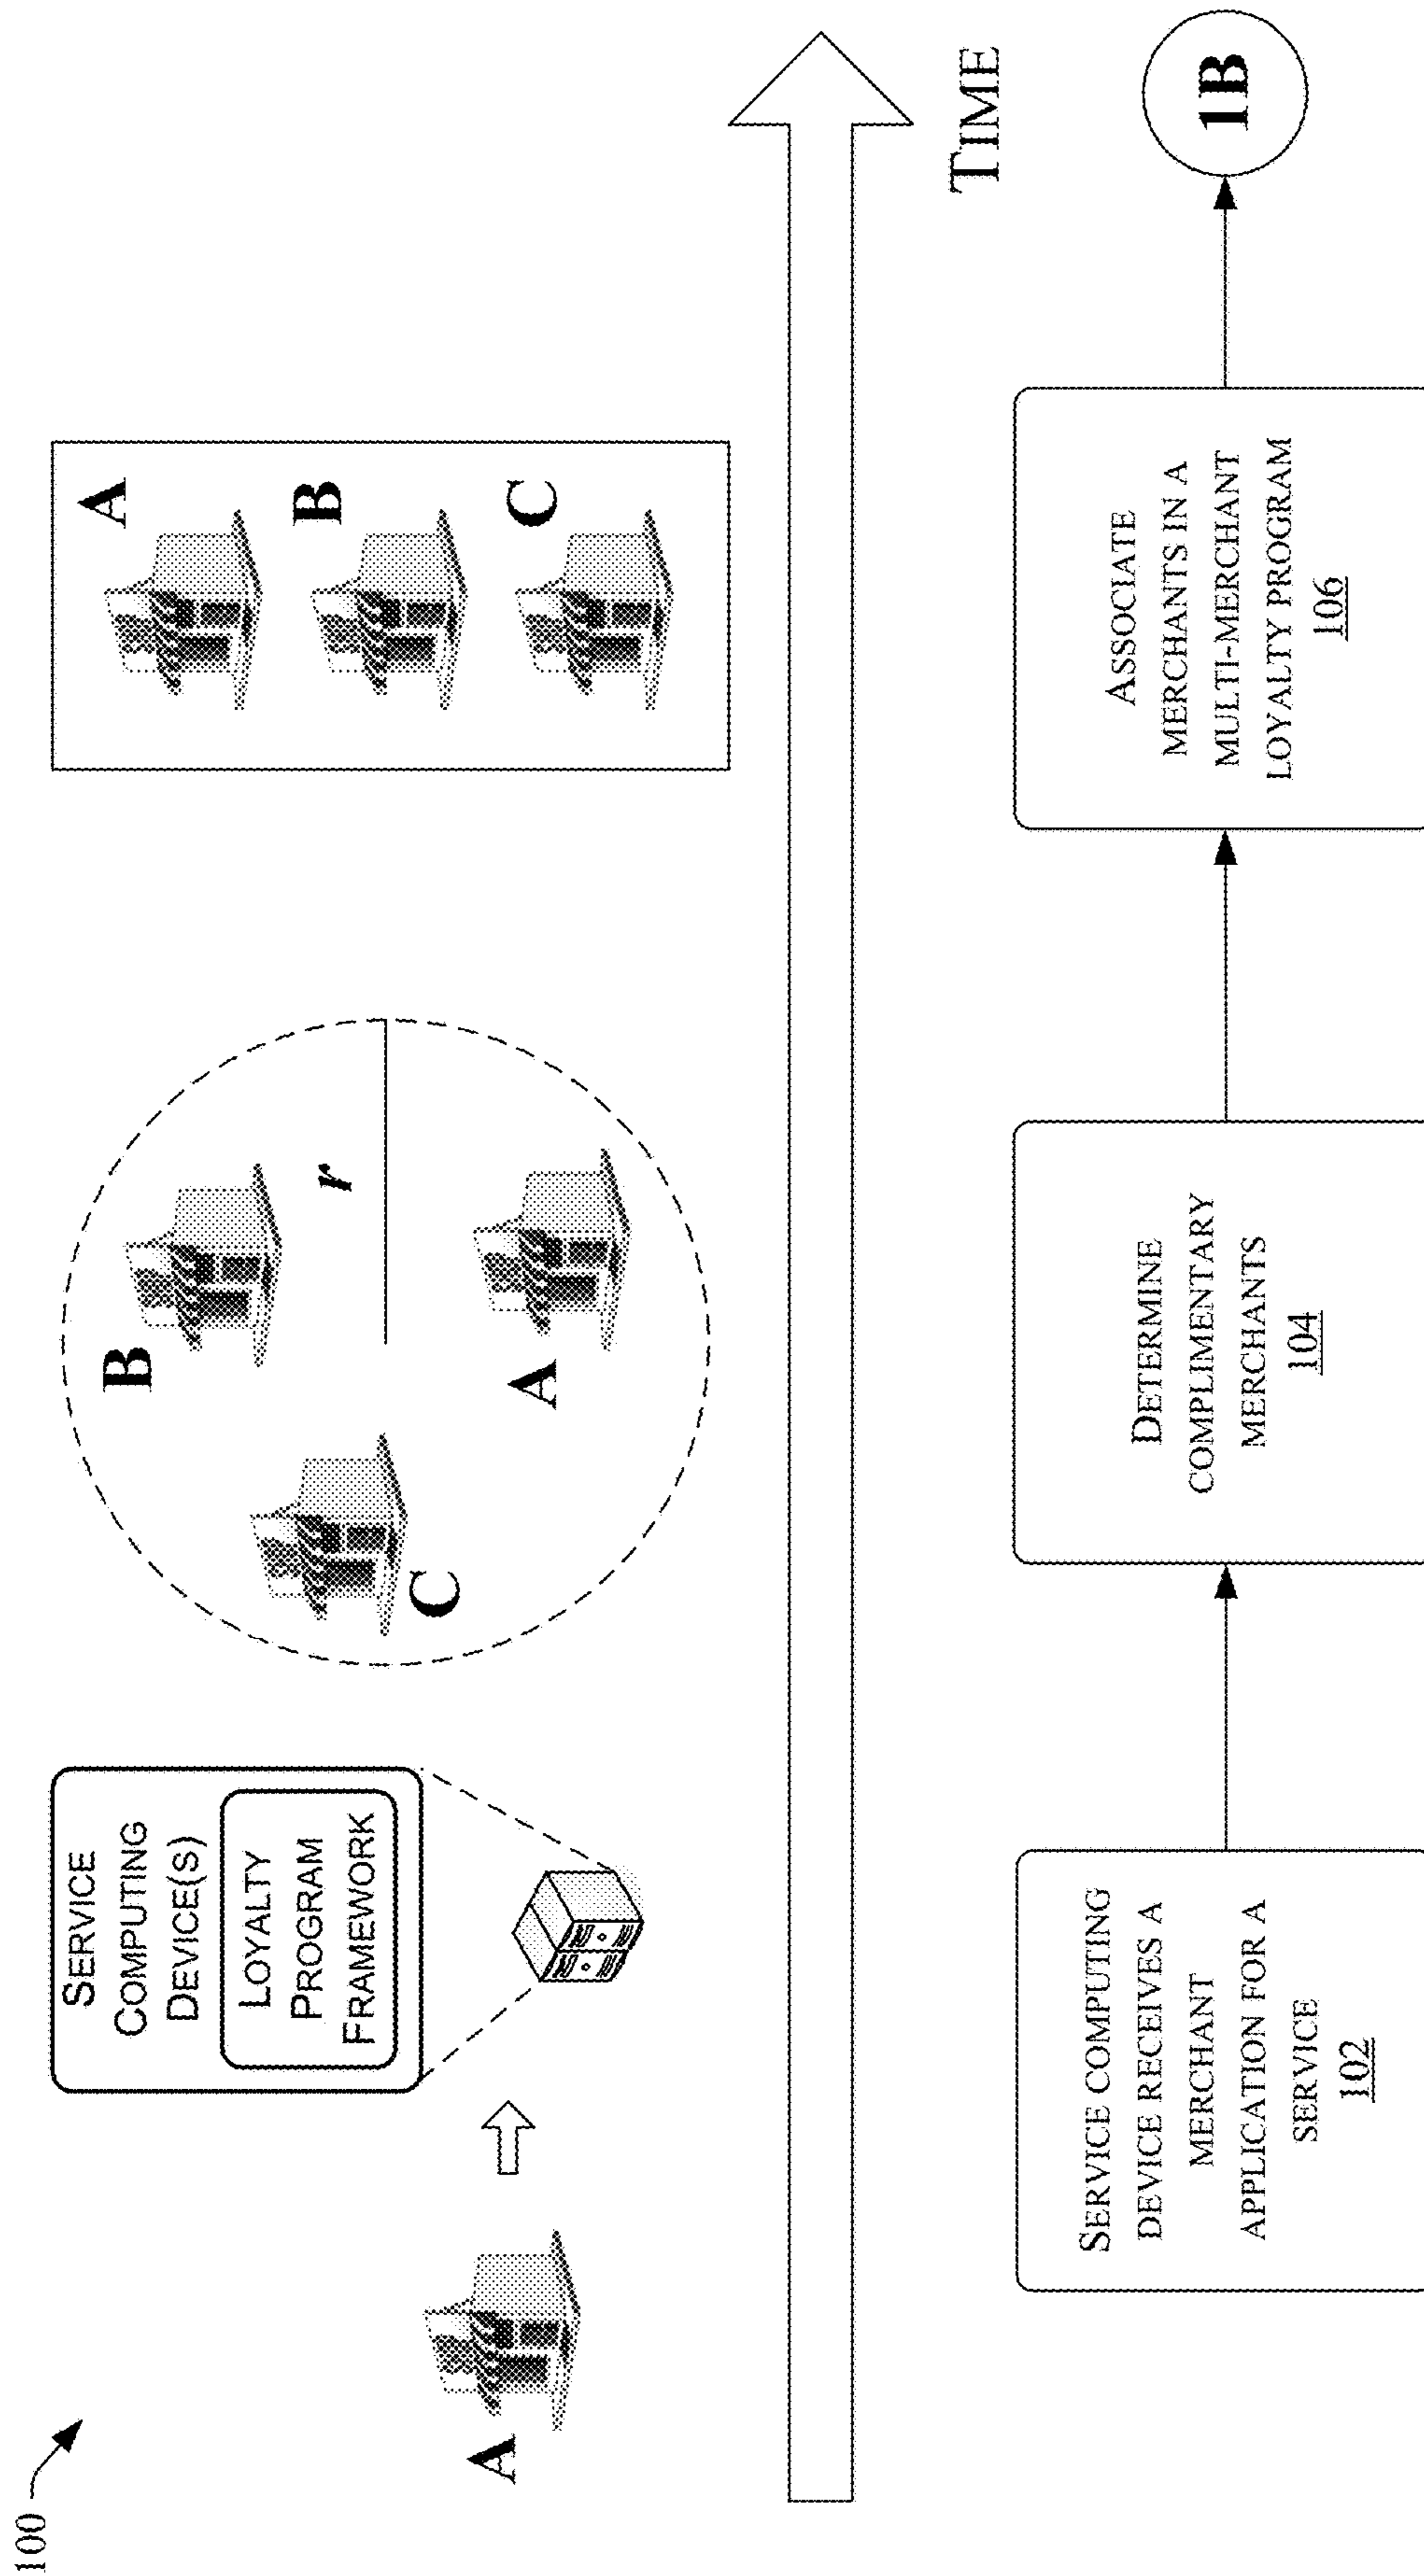 100
A
SERVICE
COMPUTING
DEVICE(S)
LOYALTY
PROGRAM
FRAMEWORK
B
C
r
A
A
B
C
TIME
SERVICE COMPUTING
DEVICE RECEIVES A
MERCHANT
APPLICATION FOR A
SERVICE
102
DETERMINE
COMPLIMENTARY
MERCHANTS
104
ASSOCIATE
MERCHANTS IN A
MULTI-MERCHANT
LOYALTY PROGRAM
106
1B